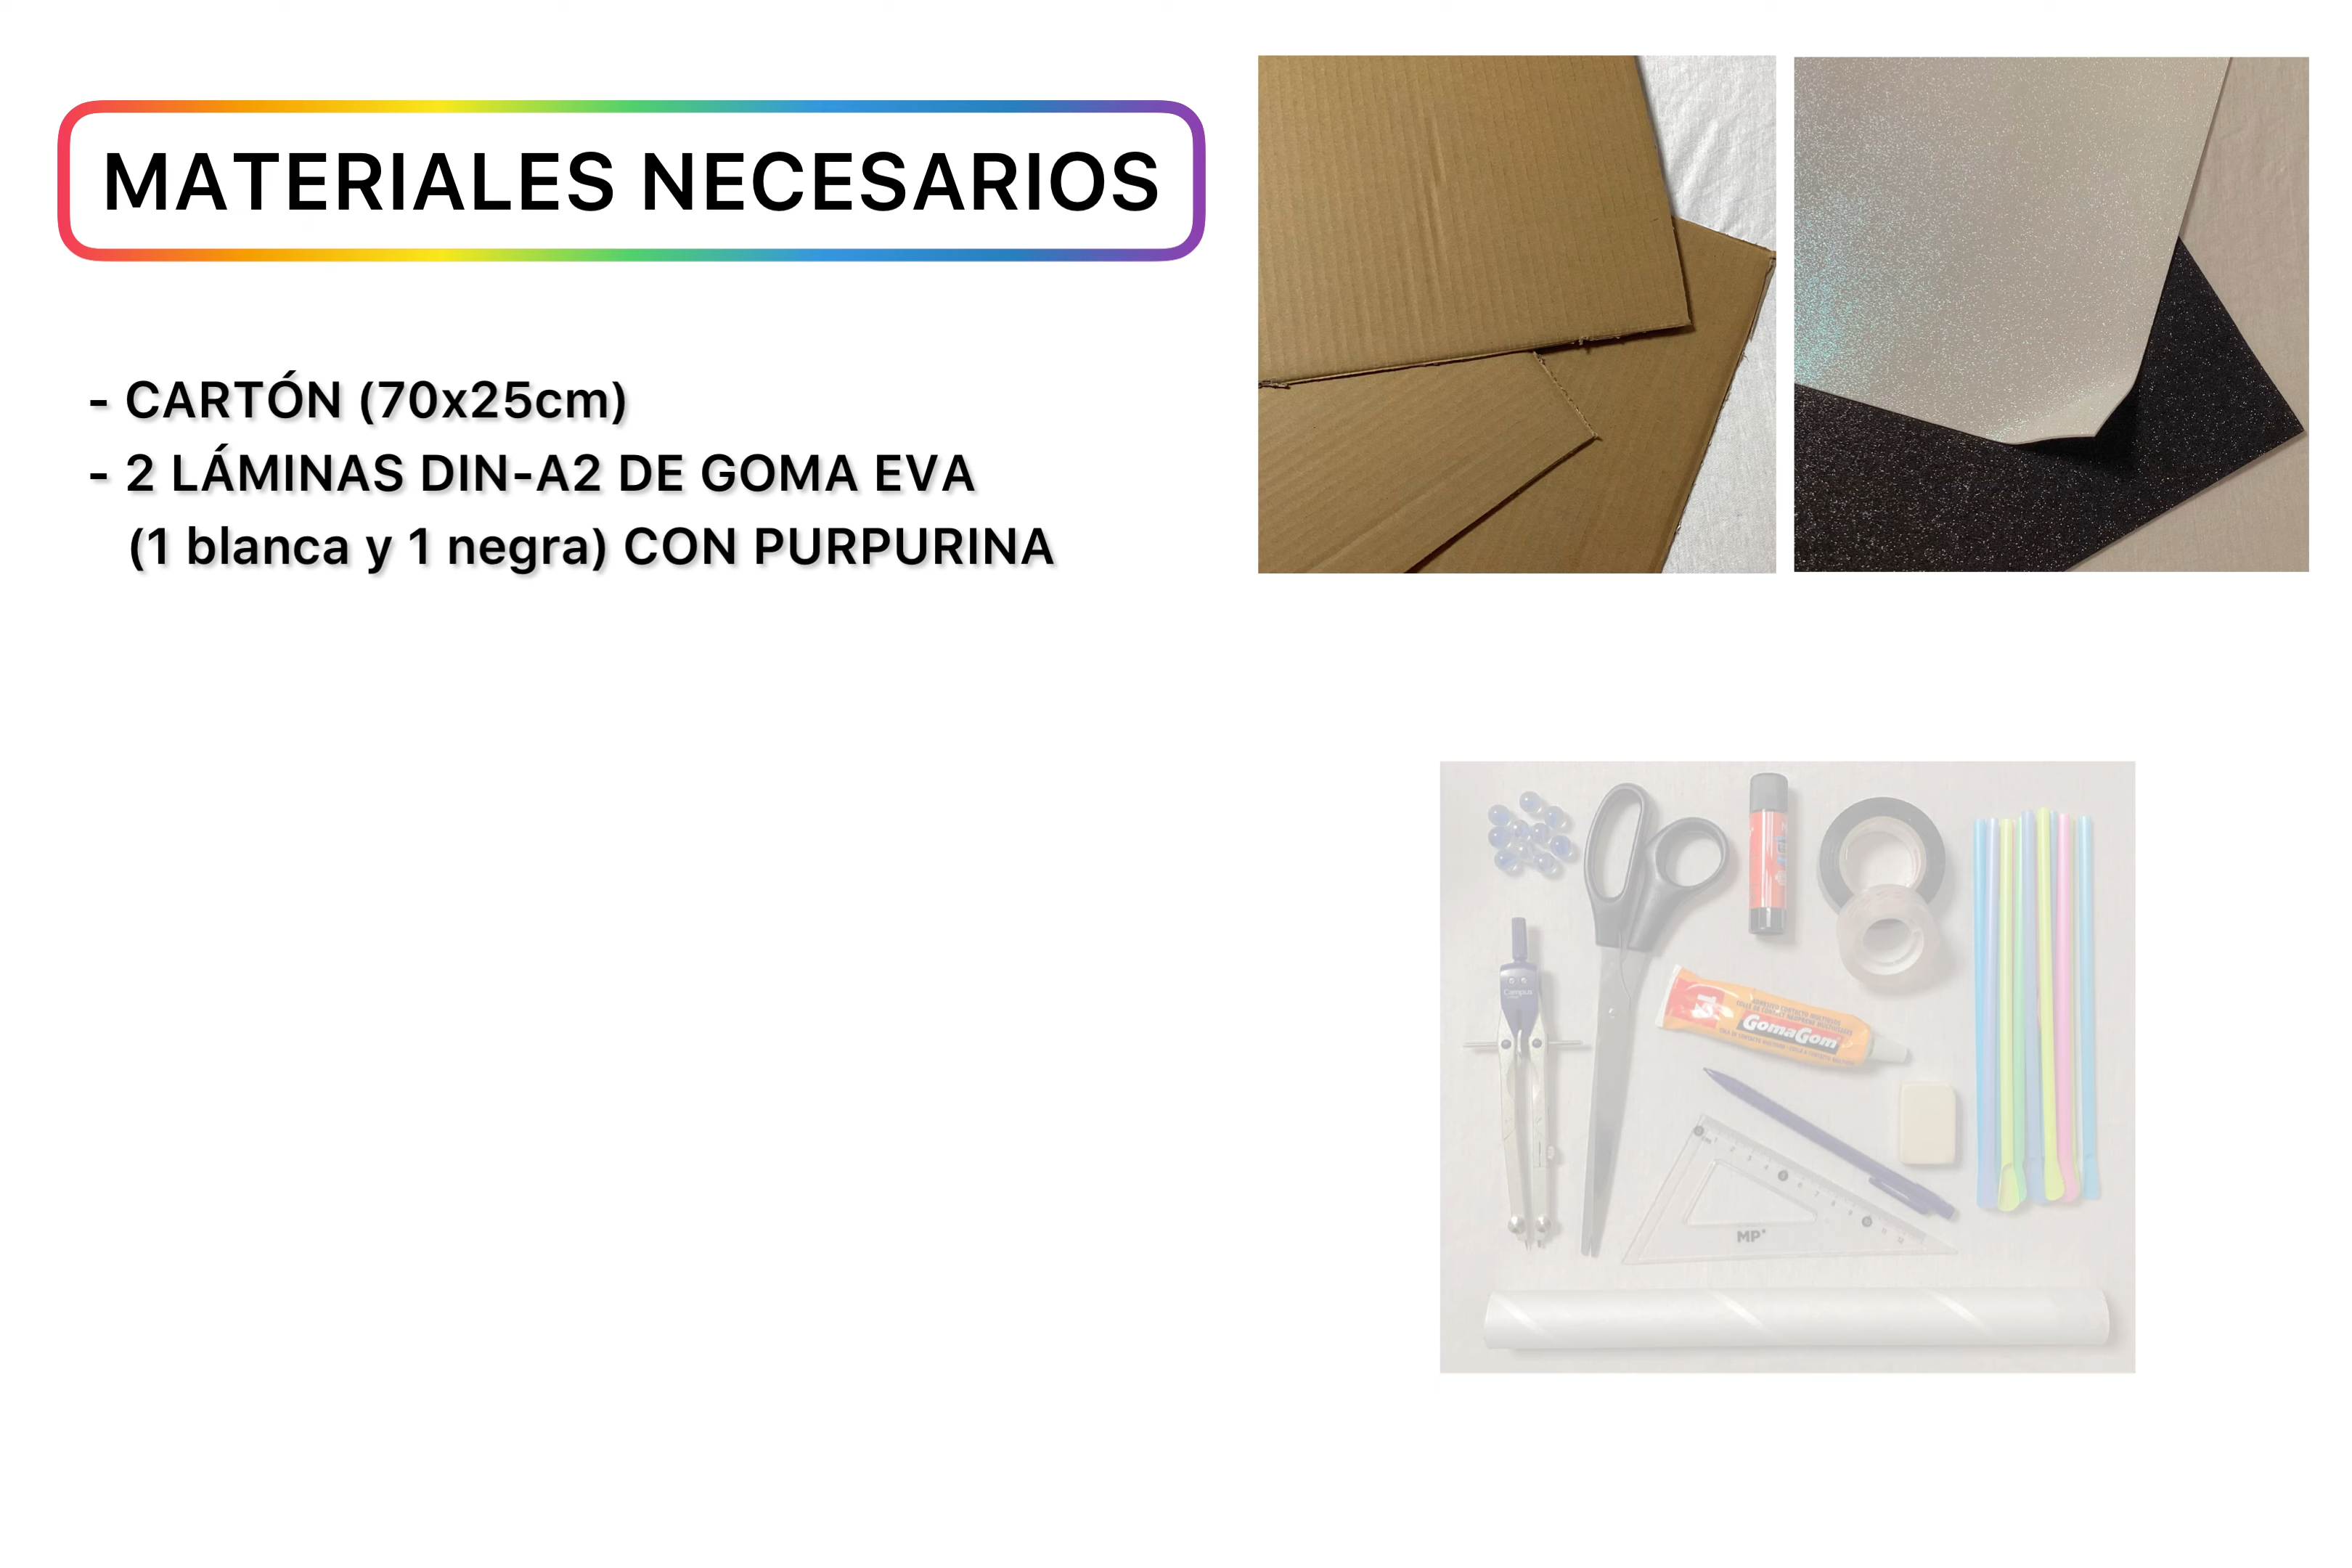 MATERIALES NECESARIOS
- CARTÓN (70x25cm)
- 2 LÁMINAS DIN-A2 DE GOMA EVA
(1 blanca y 1 negra) CON PURPURINA
Campus
GomaGom
MP